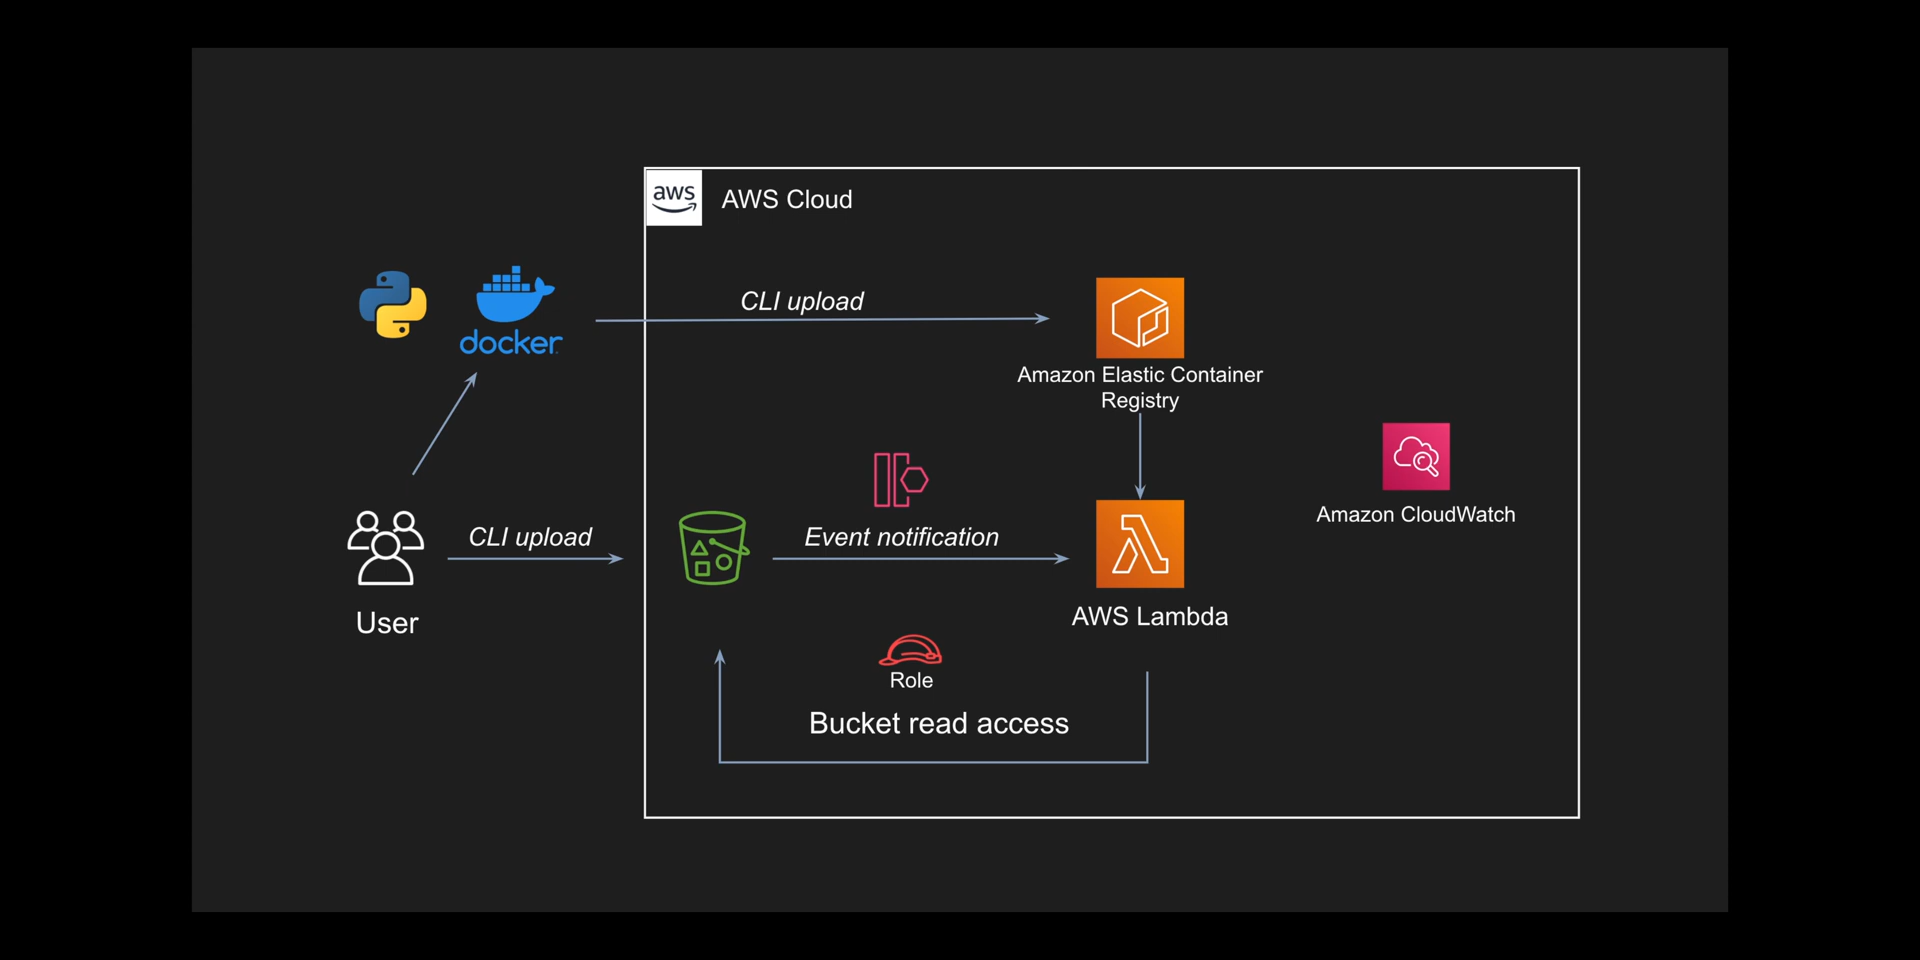 aws
AWS Cloud
docker
CLI upload
Amazon Elastic Container
Registry
Amazon CloudWatch
CLI upload
Event notification
User
AWS Lambda
Role
Bucket read access